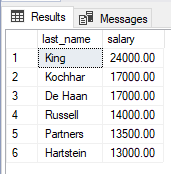 Results Messages
last_name salary
1 King 24000.00
2 Kochhar 17000.00
3 De Haan 17000.00
4 Russell 14000.00
5 Partners 13500.00
6 Hartstein 13000.00